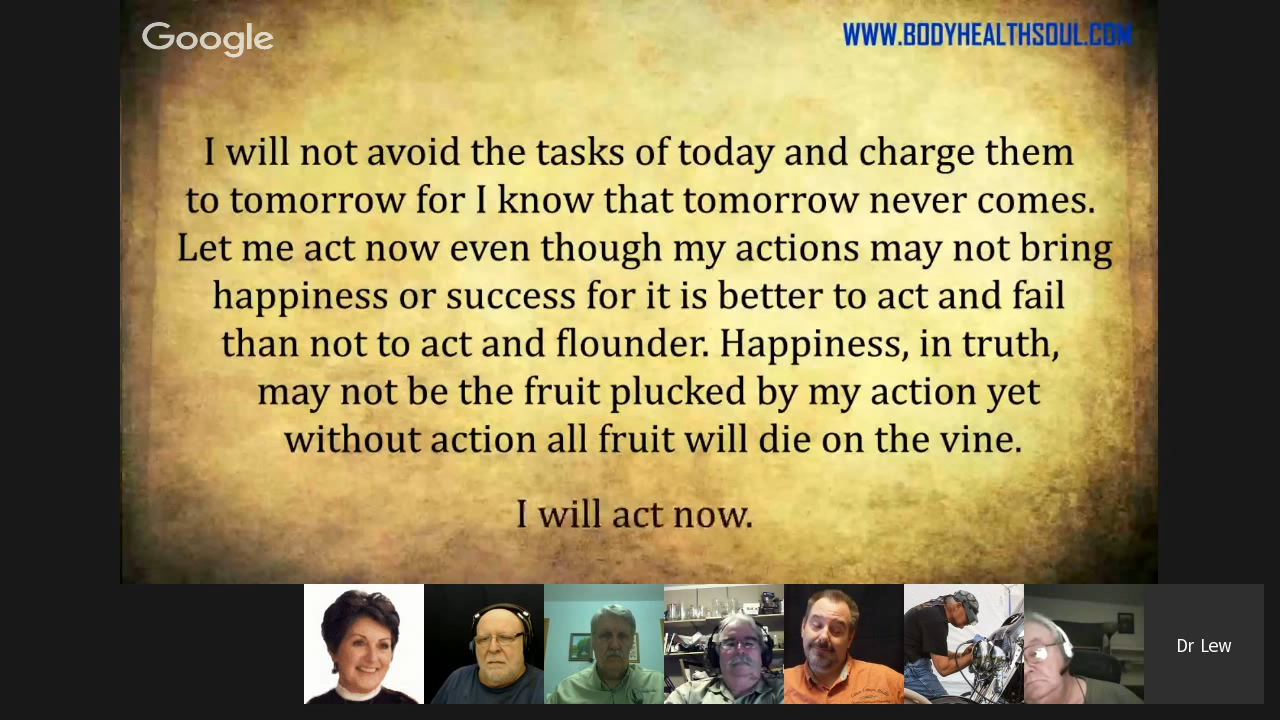 Google
WWW.BODYHEALTHSOUL.COM
I will not avoid the tasks of today and charge them
to tomorrow for I know that tomorrow never comes.
Let me act now even though my actions may not bring
happiness or success for it is better to act and fail
than not to act and flounder. Happiness, in truth,
may not be the fruit plucked by my action yet
without action all fruit will die on the vine.
I will act now.
Dr Lew